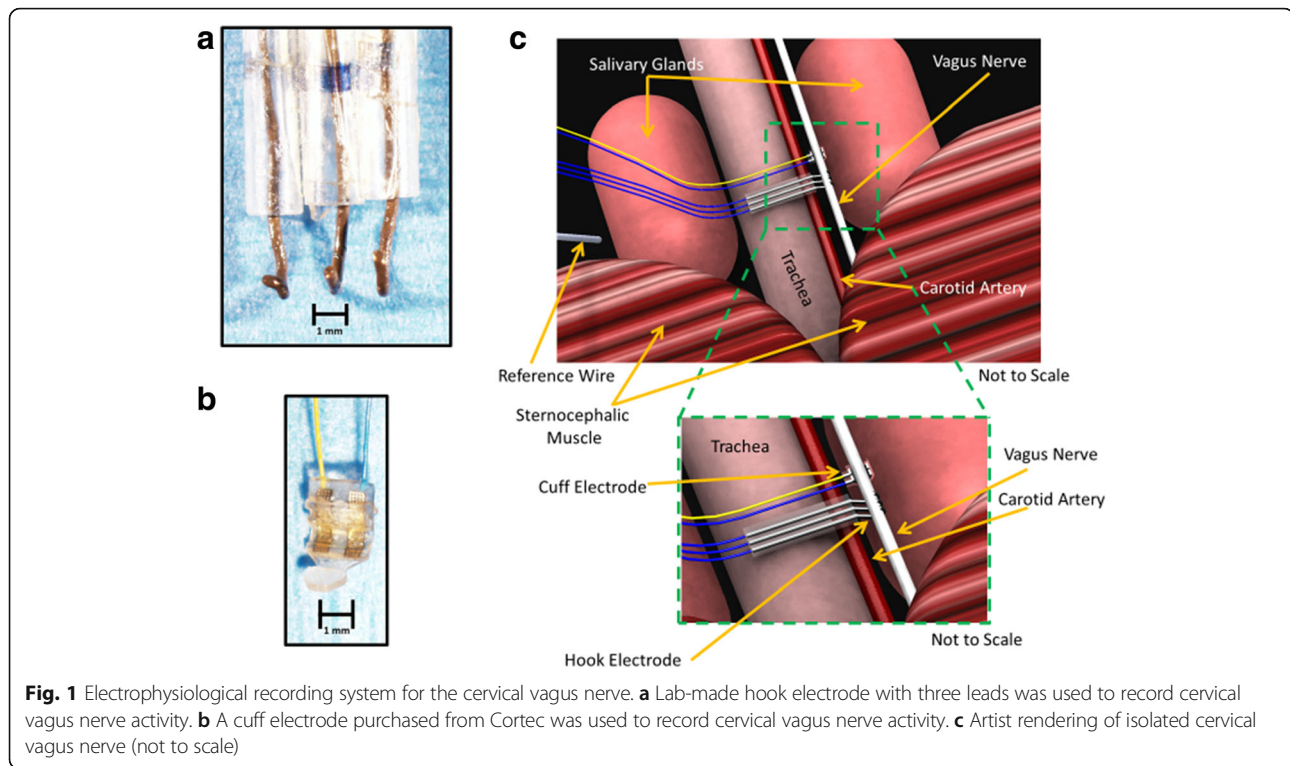 a
1 mm
b
1 mm
c
Salivary Glands
Vagus Nerve
Trachea
Carotid Artery
Reference Wire
Not to Scale
Sternocephalic
Muscle
Trachea
Cuff Electrode
Vagus Nerve
Carotid Artery
Not to Scale
Hook Electrode
Fig. 1 Electrophysiological recording system for the cervical vagus nerve. a Lab-made hook electrode with three leads was used to record cervical
vagus nerve activity. b A cuff electrode purchased from Cortec was used to record cervical vagus nerve activity. c Artist rendering of isolated cervical
vagus nerve (not to scale)